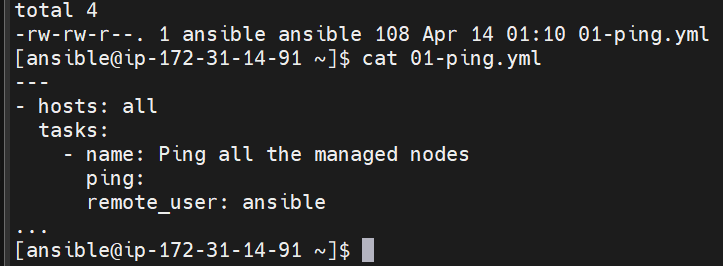 total 4
-rw-rw-r--. 1 ansible ansible 108 Apr 14 01:10 01-ping.yml
[ansible@ip-172-31-14-91 ~]$ cat 01-ping.yml
---
- hosts: all
  tasks:
    - name: Ping all the managed nodes
      ping:
      remote_user: ansible
...
[ansible@ip-172-31-14-91 ~]$